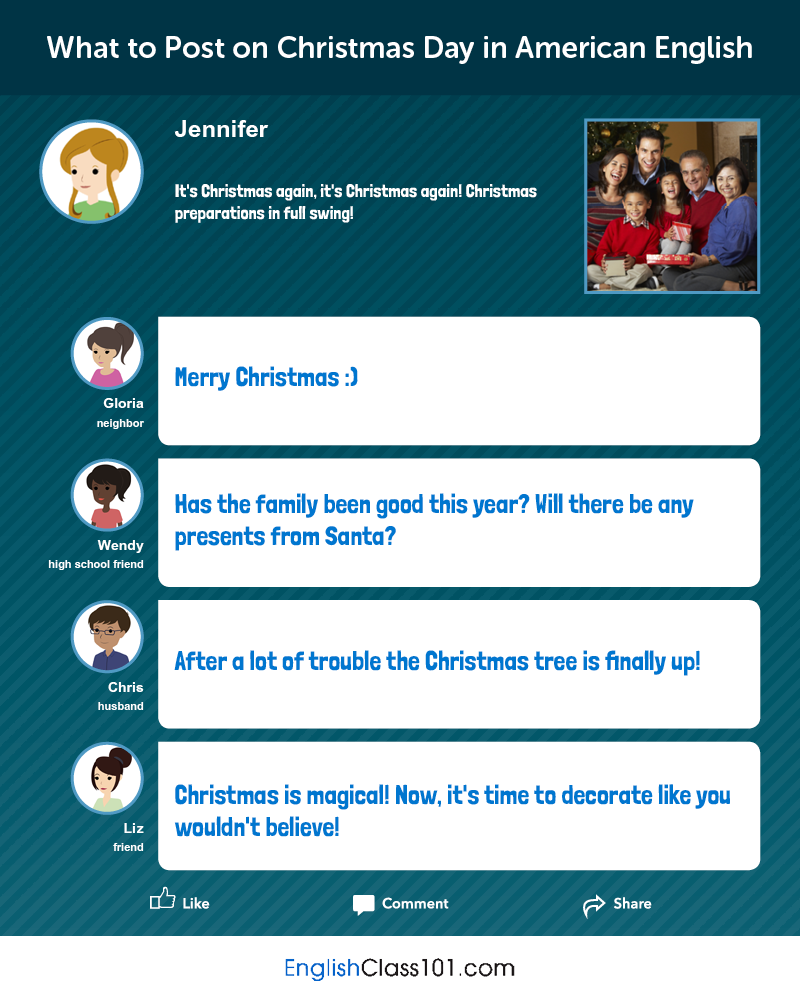 What to Post on Christmas Day in American English
Jennifer
It's Christmas again, it's Christmas again! Christmas
preparations in full swing!
Merry Christmas :)
Gloria
neighbor
Has the family been good this year? Will there be any
presents from Santa?
Wendy
high school friend
After a lot of trouble the Christmas tree is finally up!
Chris
husband
Christmas is magical! Now, it's time to decorate like you
wouldn't believe!
Liz
friend
Like
Comment
Share
EnglishClass101.com